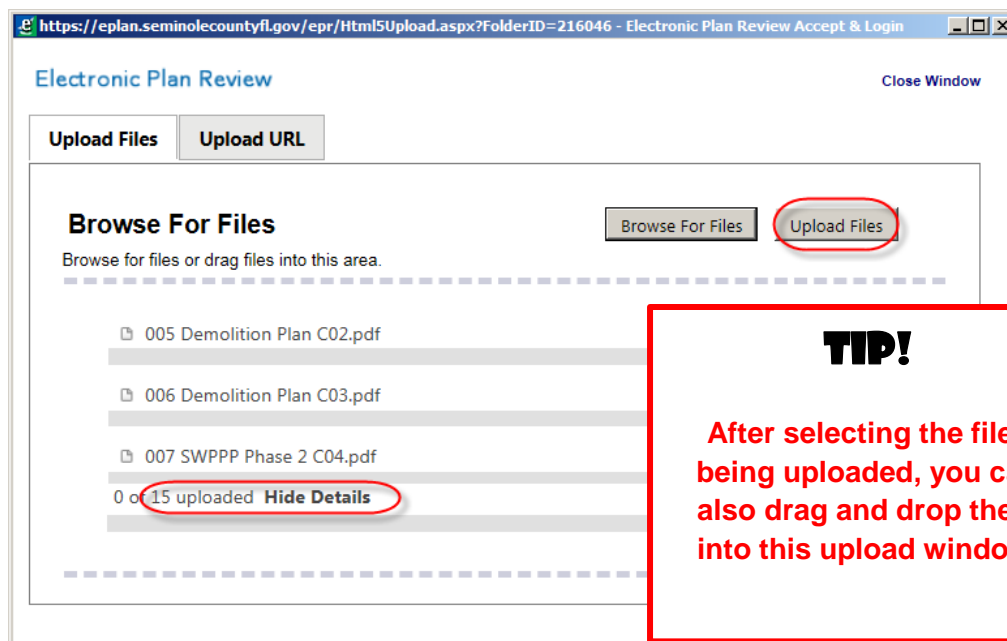 https://eplan.seminolecountyfl.gov/epr/Html5Upload.aspx?FolderID=216046 - Electronic Plan Review Accept & Login
Electronic Plan Review
Close Window
Upload Files
Upload URL
Browse For Files
Browse For Files
Upload Files
Browse for files or drag files into this area.
005 Demolition Plan C02.pdf
006 Demolition Plan C03.pdf
007 SWPPP Phase 2 C04.pdf
0 of 15 uploaded Hide Details
TIP!
After selecting the
being uploaded, you
also drag and drop
into this upload